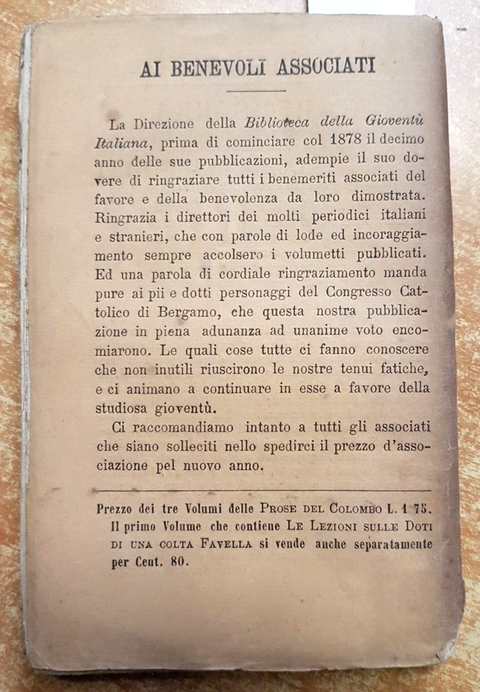 AI BENEVOLI ASSOCIATI
La Direzione della Biblioteca della Gioventù
Italiana, prima di cominciare col 1878 il decimo
anno delle sue pubblicazioni, adempie il suo do-
vere di ringraziare tutti i benemeriti associati del
favore e della benevolenza da loro dimostrata.
Ringrazia i direttori dei molti periodici italiani
e stranieri, che con parole di lode ed incoraggia-
mento sempre accolsero i volumetti pubblicati.
Ed una parola di cordiale ringraziamento manda
pure ai pii e dotti personaggi del Congresso Cat-
tolico di Bergamo, che questa nostra pubblica-
zione in piena adunanza ad unanime voto enco-
miarono. Le quali cose tutte ci fanno conoscere
che non inutili riuscirono le nostre tenui fatiche,
e ci animano a continuare in esse a favore della
studiosa gioventù.
Ci raccomandiamo intanto a tutti gli associati
che siano solleciti nello spedirci il prezzo d'asso-
ciazione pel nuovo anno.
Prezzo dei tre Volumi delle PROSE DEL COLOMBO L. 1 75.
Il primo Volume che contiene LE LEZIONI SULLE DOTI
DI UNA COLTA FAVELLA si vende anche separatamente
per Cent. 80.